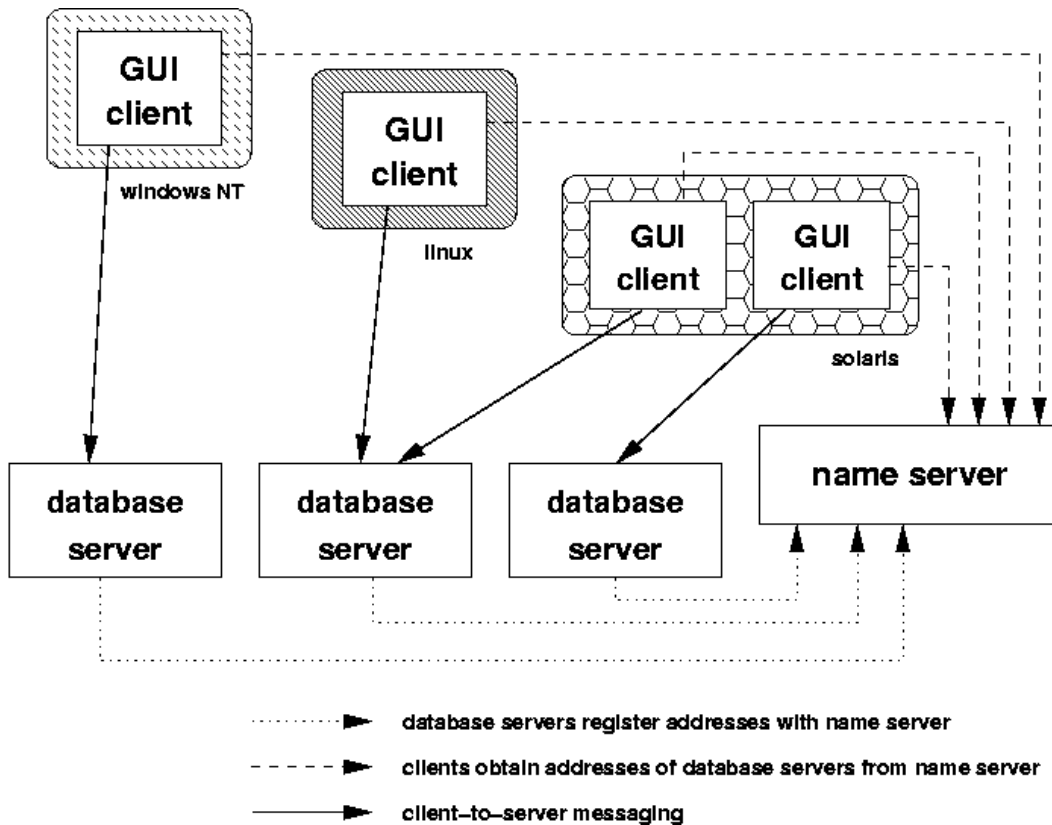 GUI
client
windows NT
GUI
client
linux
GUI
client
GUI
client
solaris
name server
database
server
database
server
database
server
database servers register addresses with name server
clients obtain addresses of database servers from name server
client-to-server messaging